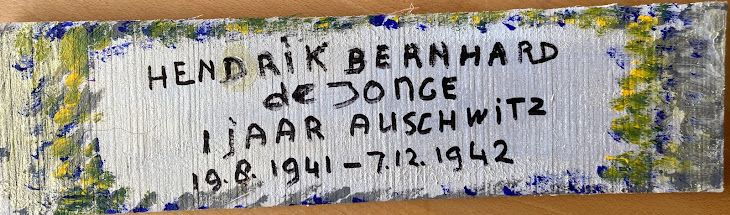 HENDRIK BERNHARD
de JONGE
1 jAAR AUSCHWITZ
19.8.1941 - 7.12.1942